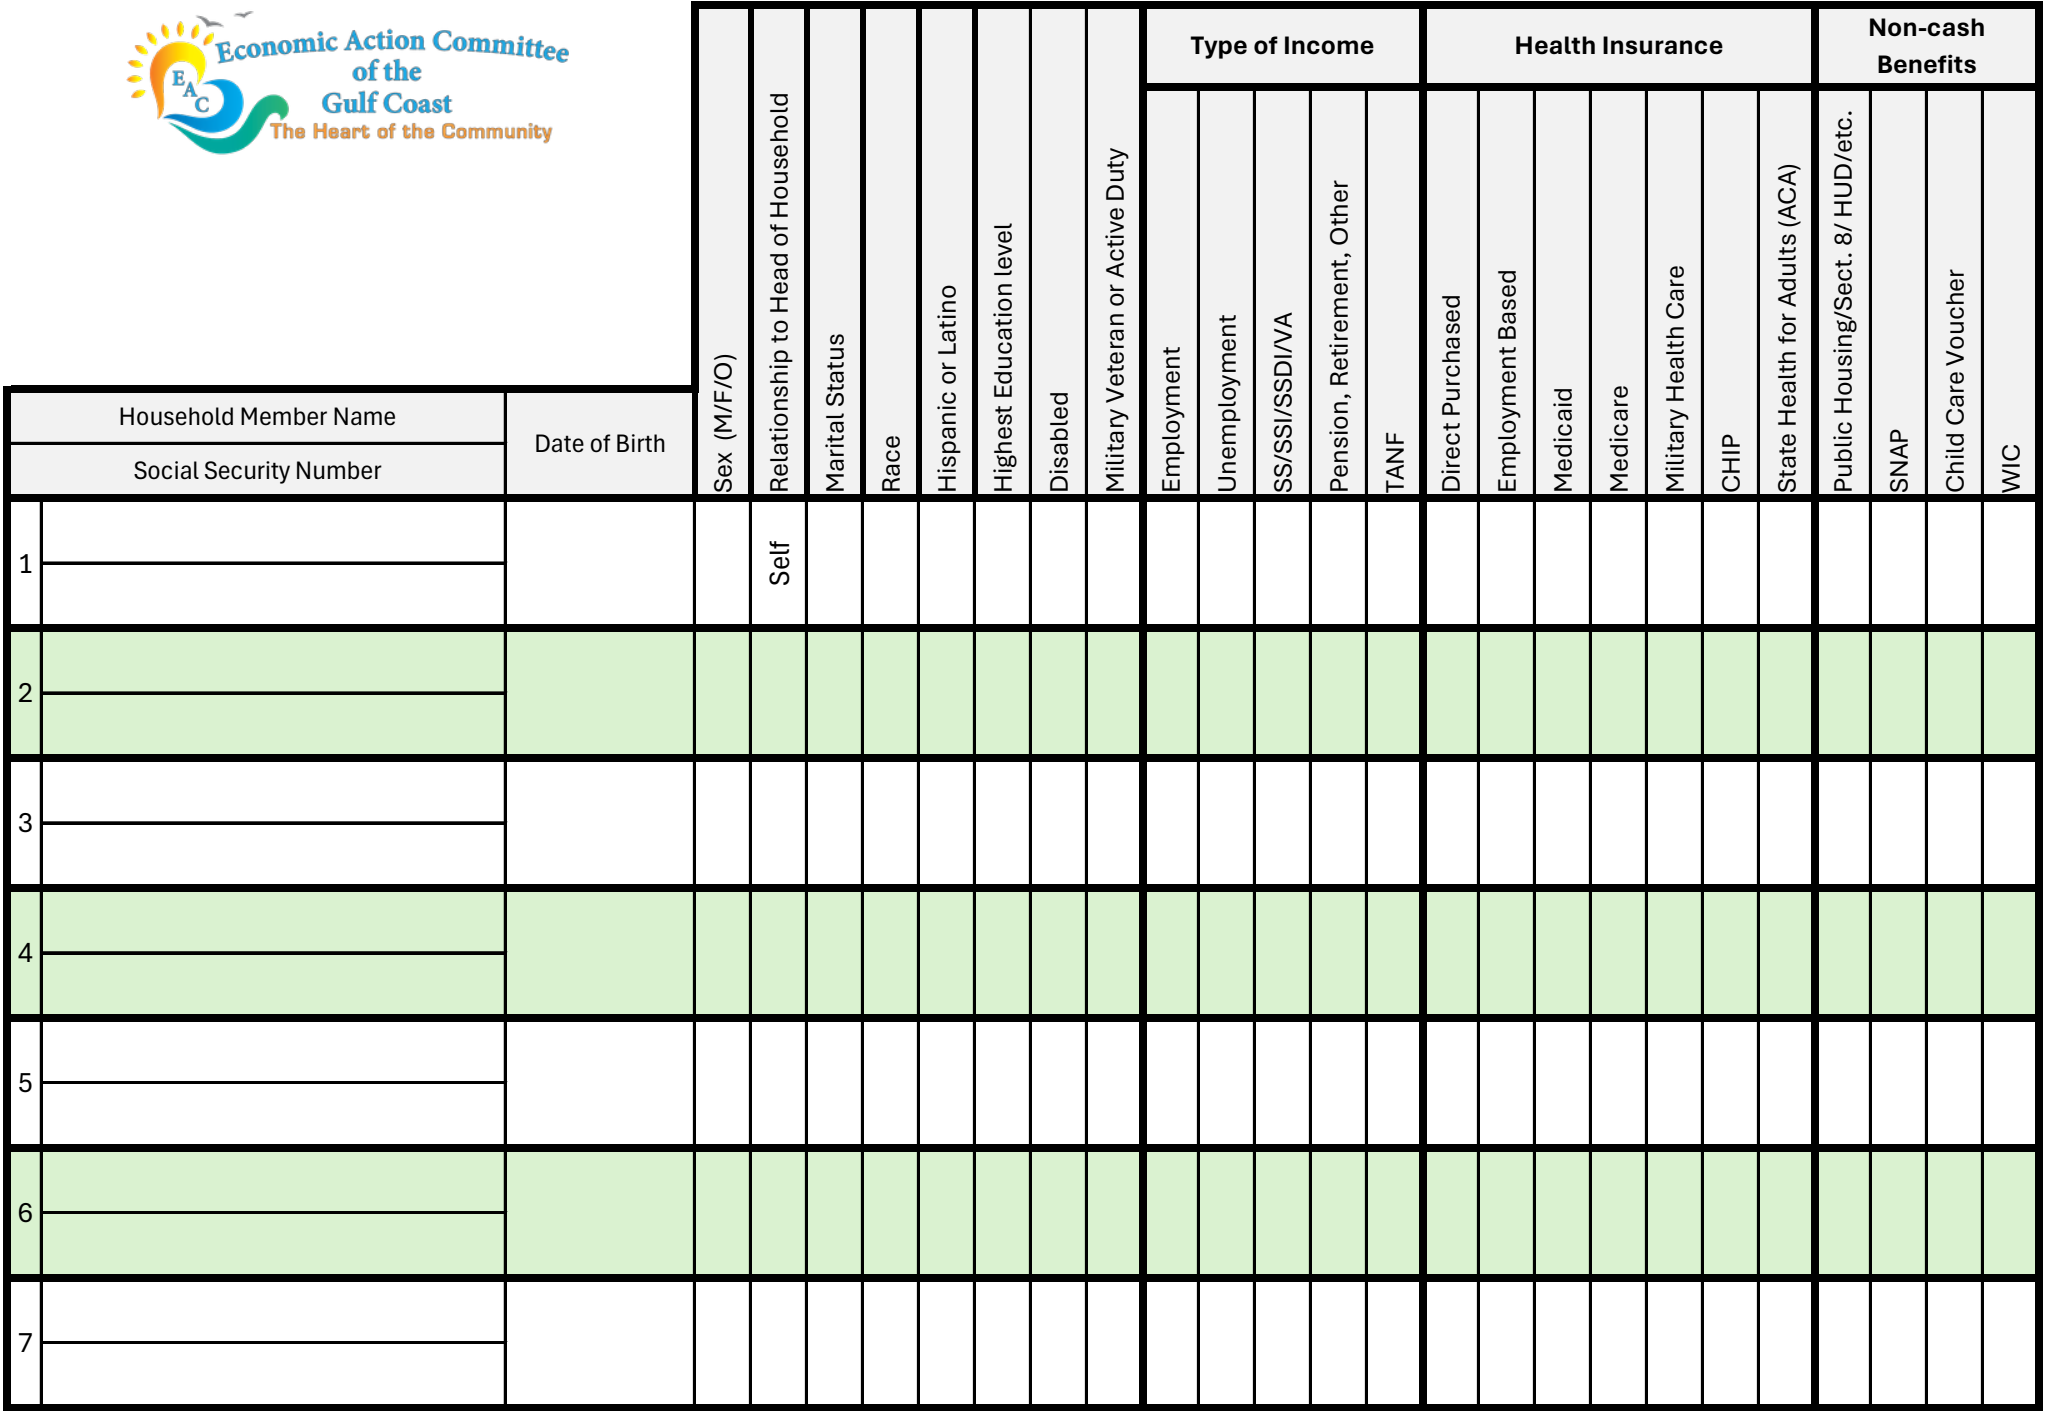 Economic Action Committee
of the
Gulf Coast
The Heart of the Community
E
A
C
Type of Income
Health Insurance
Non-cash
Benefits
Household Member Name
Social Security Number
Date of Birth
Sex (M/F/O)
Relationship to Head of Household
Marital Status
Race
Hispanic or Latino
Highest Education level
Disabled
Military Veteran or Active Duty
Employment
Unemployment
SS/SSI/SSDI/VA
Pension, Retirement, Other
TANF
Direct Purchased
Employment Based
Medicaid
Medicare
Military Health Care
CHIP
State Health for Adults (ACA)
Public Housing/Sect. 8/ HUD/etc.
SNAP
Child Care Voucher
WIC
1
Self
2
3
4
5
6
7